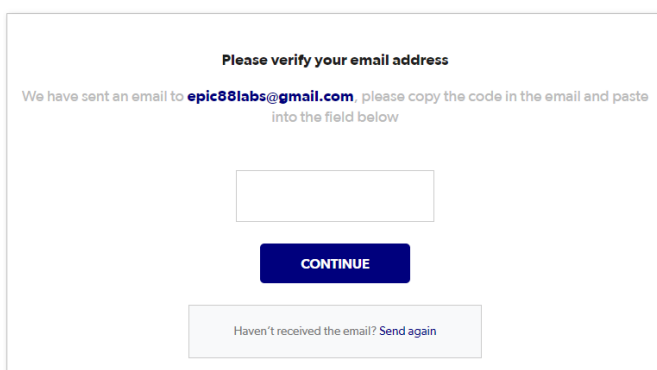 Please verify your email address
We have sent an email to epic88labs@gmail.com, please copy the code in the email and paste
into the field below
CONTINUE
Haven't received the email? Send again